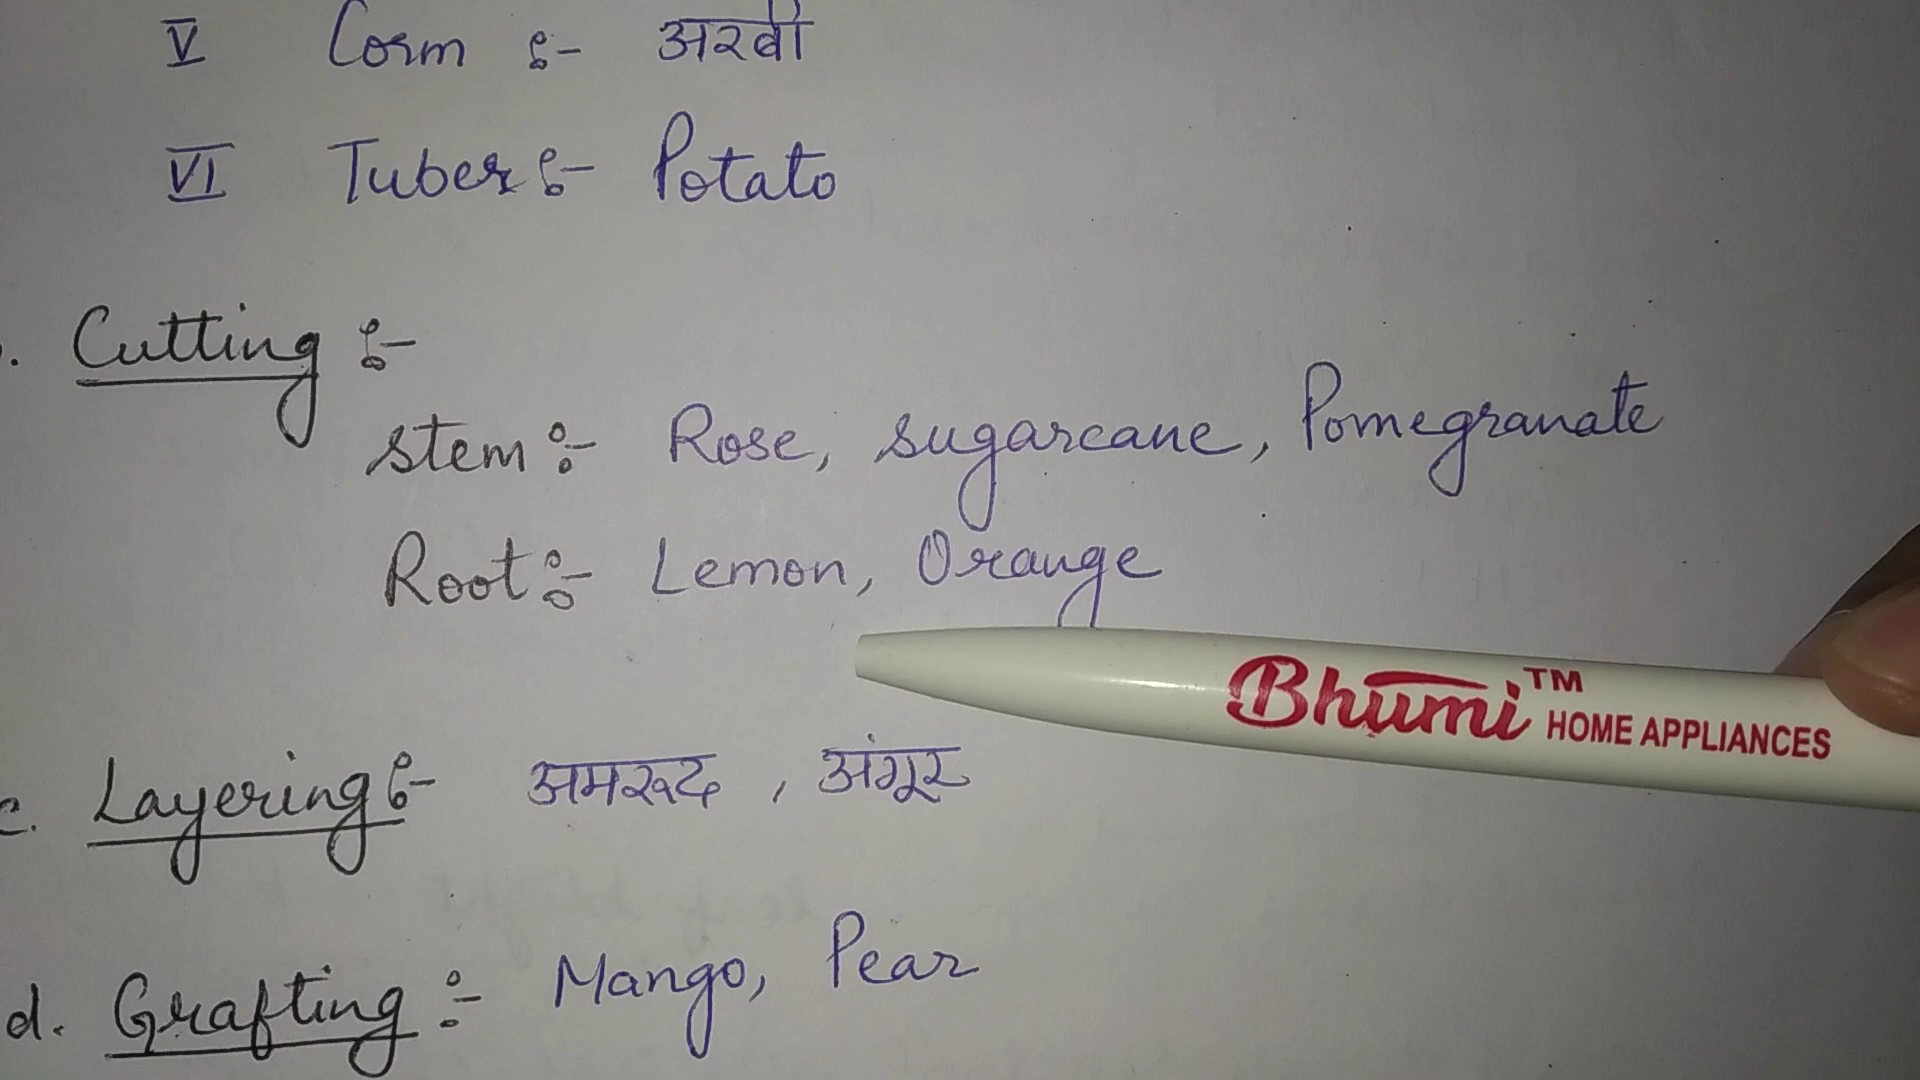 V Corm :- अरबी
VI Tuber :- Potato
Cutting :-
stem :- Rose, sugarcane, Pomegranate
Root :- Lemon, Orange
Bhumi™ HOME APPLIANCES
c. Layering :- अमरूद , अंगूर
d. Grafting :- Mango, Pear